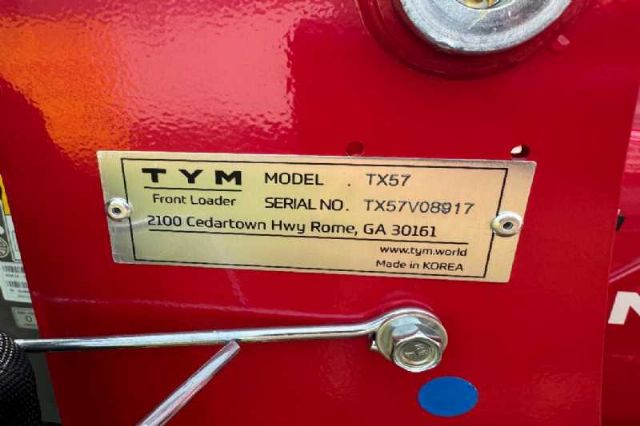 TYM MODEL . TX57
Front Loader SERIAL NO. TX57V08917
2100 Cedartown Hwy Rome, GA 30161
www.tym.world
Made in KOREA